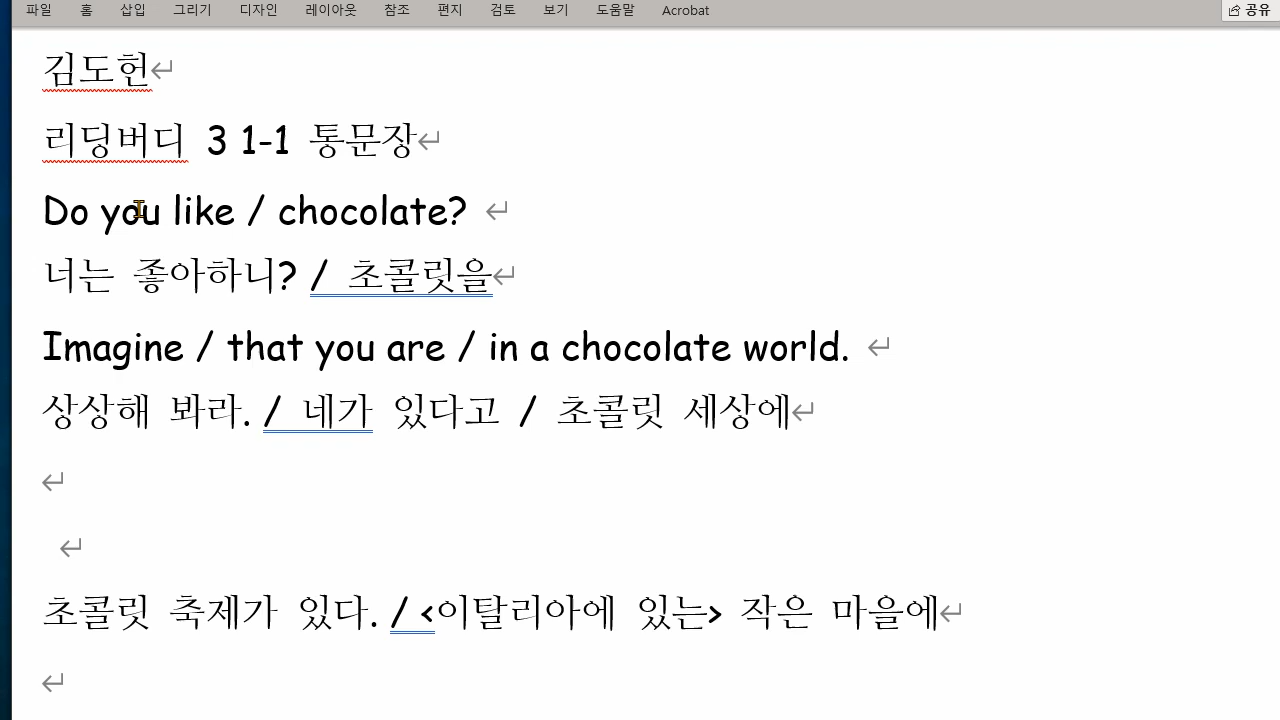 파일 홈 삽입 그리기 디자인 레이아웃 참조 편지 검토 보기 도움말 Acrobat 공유
김도헌
리딩버디 3 1-1 통문장
Do you like / chocolate?
너는 좋아하니? / 초콜릿을
Imagine / that you are / in a chocolate world.
상상해 봐라. / 네가 있다고 / 초콜릿 세상에
초콜릿 축제가 있다. / <이탈리아에 있는> 작은 마을에